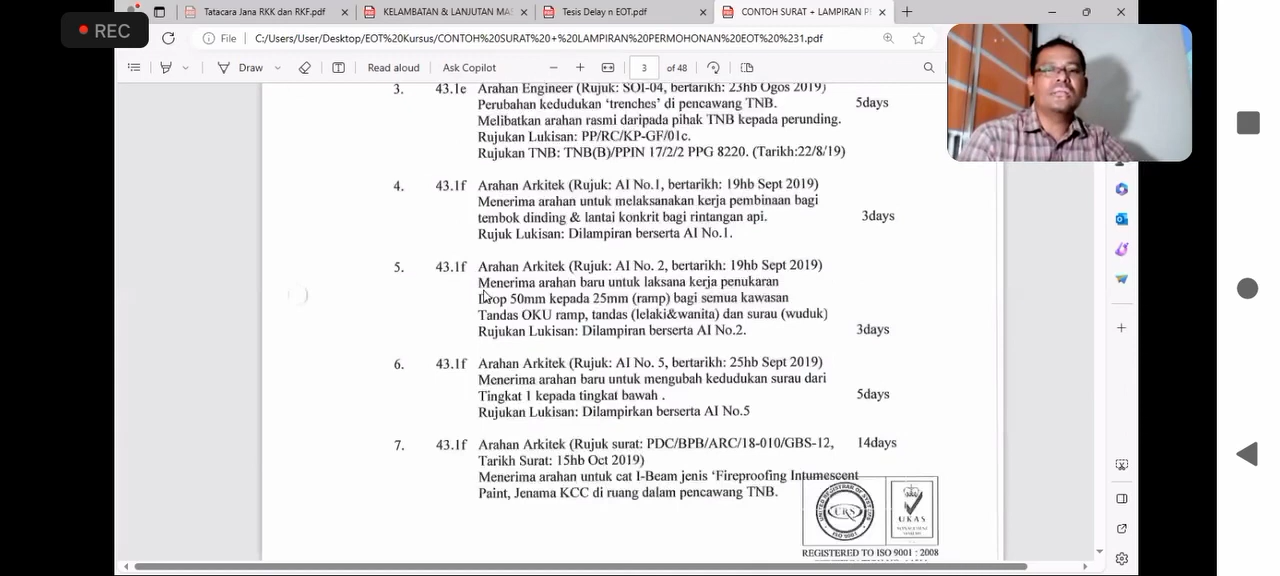 REC
Tatacara Jana RKK dan RKF.pdf
KELAMBATAN & LANJUTAN MAS
Tesis Delay n EOT.pdf
CONTOH SURAT + LAMPIRAN P
File
C:/Users/User/Desktop/EOT%20Kursus/CONTOH%20SURAT%20+%20LAMPIRAN%20PERMOHONAN%20EOT%20%231.pdf
Draw
Read aloud
Ask Copilot
3 of 48
3. 43.1e Arahan Engineer (Rujuk: SOI-04, bertarikh: 23hb Ogos 2019)
Perubahan kedudukan 'trenches' di pencawang TNB. 5days
Melibatkan arahan rasmi daripada pihak TNB kepada perunding.
Rujukan Lukisan: PP/RC/KP-GF/01c.
Rujukan TNB: TNB(B)/PPIN 17/2/2 PPG 8220. (Tarikh:22/8/19)
4. 43.1f Arahan Arkitek (Rujuk: AI No.1, bertarikh: 19hb Sept 2019)
Menerima arahan untuk melaksanakan kerja pembinaan bagi
tembok dinding & lantai konkrit bagi rintangan api. 3days
Rujuk Lukisan: Dilampiran berserta AI No.1.
5. 43.1f Arahan Arkitek (Rujuk: AI No. 2, bertarikh: 19hb Sept 2019)
Menerima arahan baru untuk laksana kerja penukaran
Drop 50mm kepada 25mm (ramp) bagi semua kawasan
Tandas OKU ramp, tandas (lelaki&wanita) dan surau (wuduk)
Rujukan Lukisan: Dilampiran berserta AI No.2. 3days
6. 43.1f Arahan Arkitek (Rujuk: AI No. 5, bertarikh: 25hb Sept 2019)
Menerima arahan baru untuk mengubah kedudukan surau dari
Tingkat 1 kepada tingkat bawah . 5days
Rujukan Lukisan: Dilampirkan berserta AI No.5
7. 43.1f Arahan Arkitek (Rujuk surat: PDC/BPB/ARC/18-010/GBS-12, 14days
Tarikh Surat: 15hb Oct 2019)
Menerima arahan untuk cat I-Beam jenis 'Fireproofing Intumescent
Paint, Jenama KCC di ruang dalam pencawang TNB.
URS
ISO 9001
UKAS
REGISTERED TO ISO 9001 : 2008